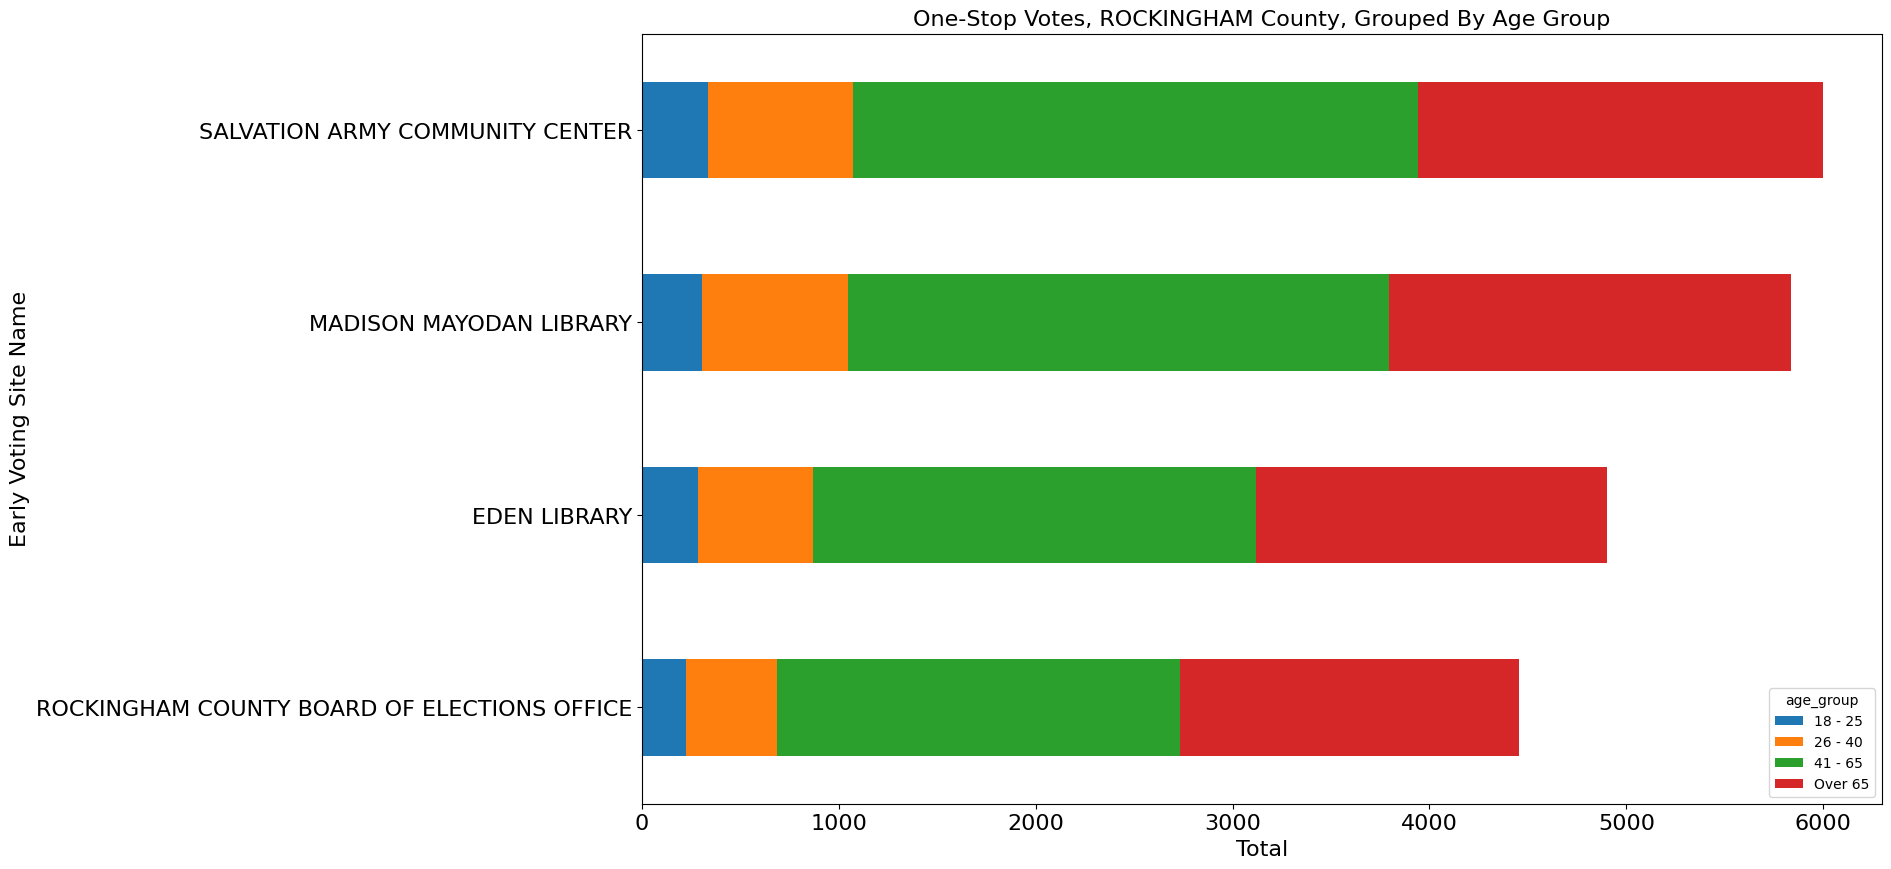 One-Stop Votes, ROCKINGHAM County, Grouped By Age Group
Early Voting Site Name
SALVATION ARMY COMMUNITY CENTER
MADISON MAYODAN LIBRARY
EDEN LIBRARY
ROCKINGHAM COUNTY BOARD OF ELECTIONS OFFICE
age_group
18 - 25
26 - 40
41 - 65
Over 65
0 1000 2000 3000 4000 5000 6000
Total